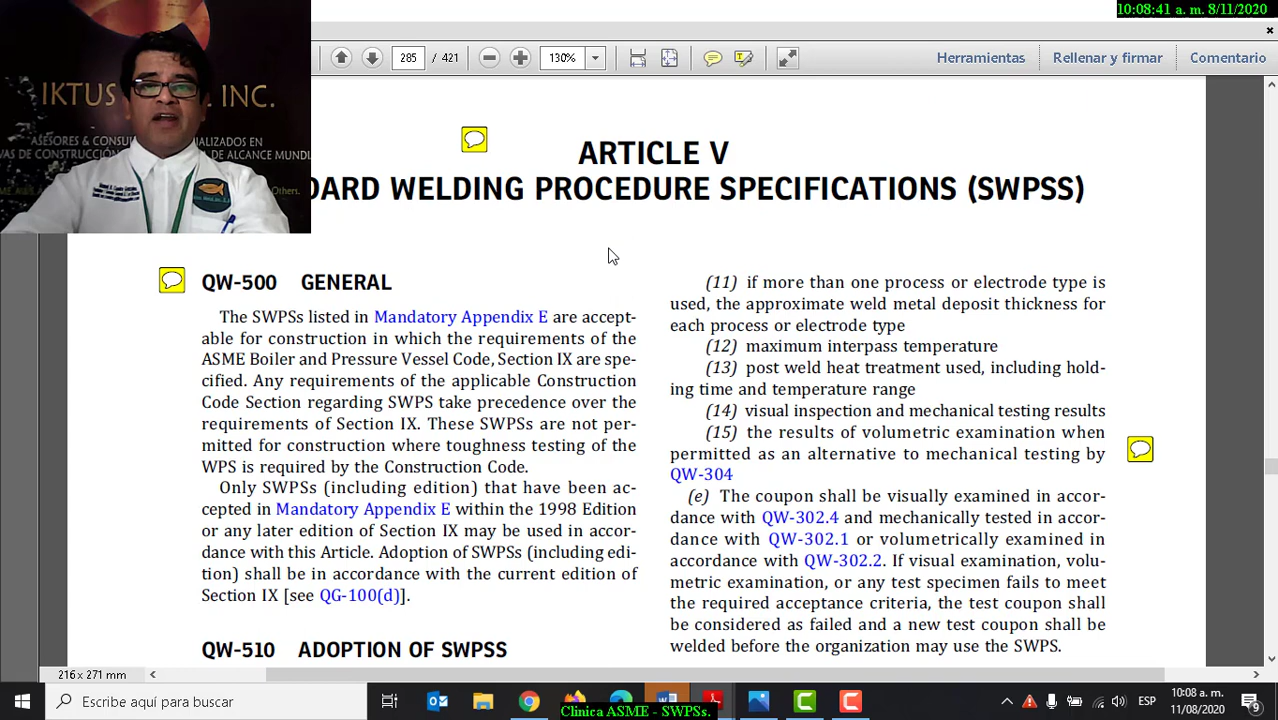 10:08:41 a. m. 8/11/2020
IKTUS INC.
285 / 421 130% Herramientas Rellenar y firmar Comentario
ARTICLE V
DARD WELDING PROCEDURE SPECIFICATIONS (SWPSS)
QW-500 GENERAL
The SWPSs listed in Mandatory Appendix E are accept-
able for construction in which the requirements of the
ASME Boiler and Pressure Vessel Code, Section IX are spe-
cified. Any requirements of the applicable Construction
Code Section regarding SWPS take precedence over the
requirements of Section IX. These SWPSs are not per-
mitted for construction where toughness testing of the
WPS is required by the Construction Code.
Only SWPSs (including edition) that have been ac-
cepted in Mandatory Appendix E within the 1998 Edition
or any later edition of Section IX may be used in accor-
dance with this Article. Adoption of SWPSs (including edi-
tion) shall be in accordance with the current edition of
Section IX [see QG-100(d)].
QW-510 ADOPTION OF SWPSS
(11) if more than one process or electrode type is
used, the approximate weld metal deposit thickness for
each process or electrode type
(12) maximum interpass temperature
(13) post weld heat treatment used, including hold-
ing time and temperature range
(14) visual inspection and mechanical testing results
(15) the results of volumetric examination when
permitted as an alternative to mechanical testing by
QW-304
(e) The coupon shall be visually examined in accor-
dance with QW-302.4 and mechanically tested in accor-
dance with QW-302.1 or volumetrically examined in
accordance with QW-302.2. If visual examination, volu-
metric examination, or any test specimen fails to meet
the required acceptance criteria, the test coupon shall
be considered as failed and a new test coupon shall be
welded before the organization may use the SWPS.
216 x 271 mm
Escribe aquí para buscar
ESP
10:08 a. m.
11/08/2020
9
Clinica ASME - SWPSs.